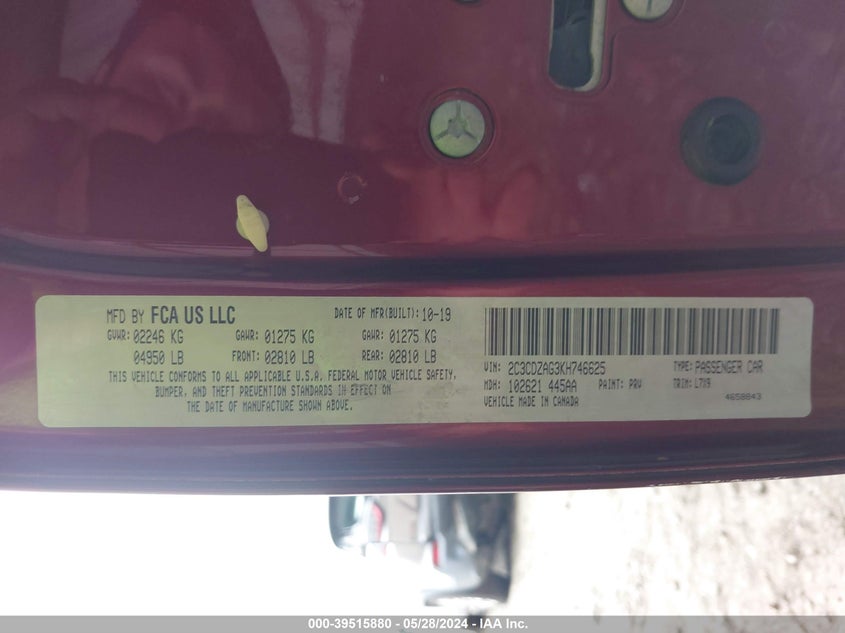 MFD BY FCA US LLC
DATE OF MFR(BUILT): 10-19
GVWR: 02246 KG
GAWR: 01275 KG
GAWR: 01275 KG
04950 LB
FRONT: 02810 LB
REAR: 02810 LB
THIS VEHICLE CONFORMS TO ALL APPLICABLE U.S.A. FEDERAL MOTOR VEHICLE SAFETY,
BUMPER, AND THEFT PREVENTION STANDARDS IN EFFECT ON
THE DATE OF MANUFACTURE SHOWN ABOVE.
VIN: 2C3CDZAG3KH746625
TYPE: PASSENGER CAR
MDH: 102621 445AA
PAINT: PRV
TRIM: L7X9
VEHICLE MADE IN CANADA
4658843
000-39515880 - 05/28/2024 - IAA Inc.